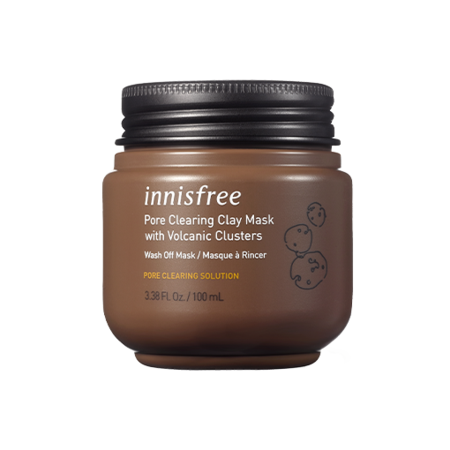 innisfree
Pore Clearing Clay Mask
with Volcanic Clusters
Wash Off Mask / Masque à Rincer
PORE CLEARING SOLUTION
3.38 FL. Oz. / 100 mL